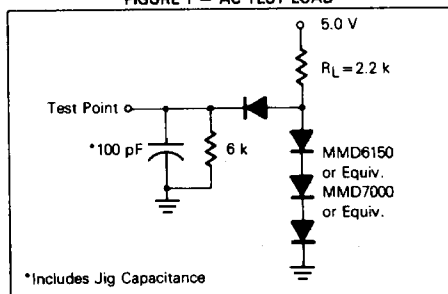 FIGURE 1 — AC TEST LOAD
5.0 V
RL = 2.2 k
Test Point
*100 pF
6 k
MMD6150
or Equiv.
MMD7000
or Equiv.
*Includes Jig Capacitance